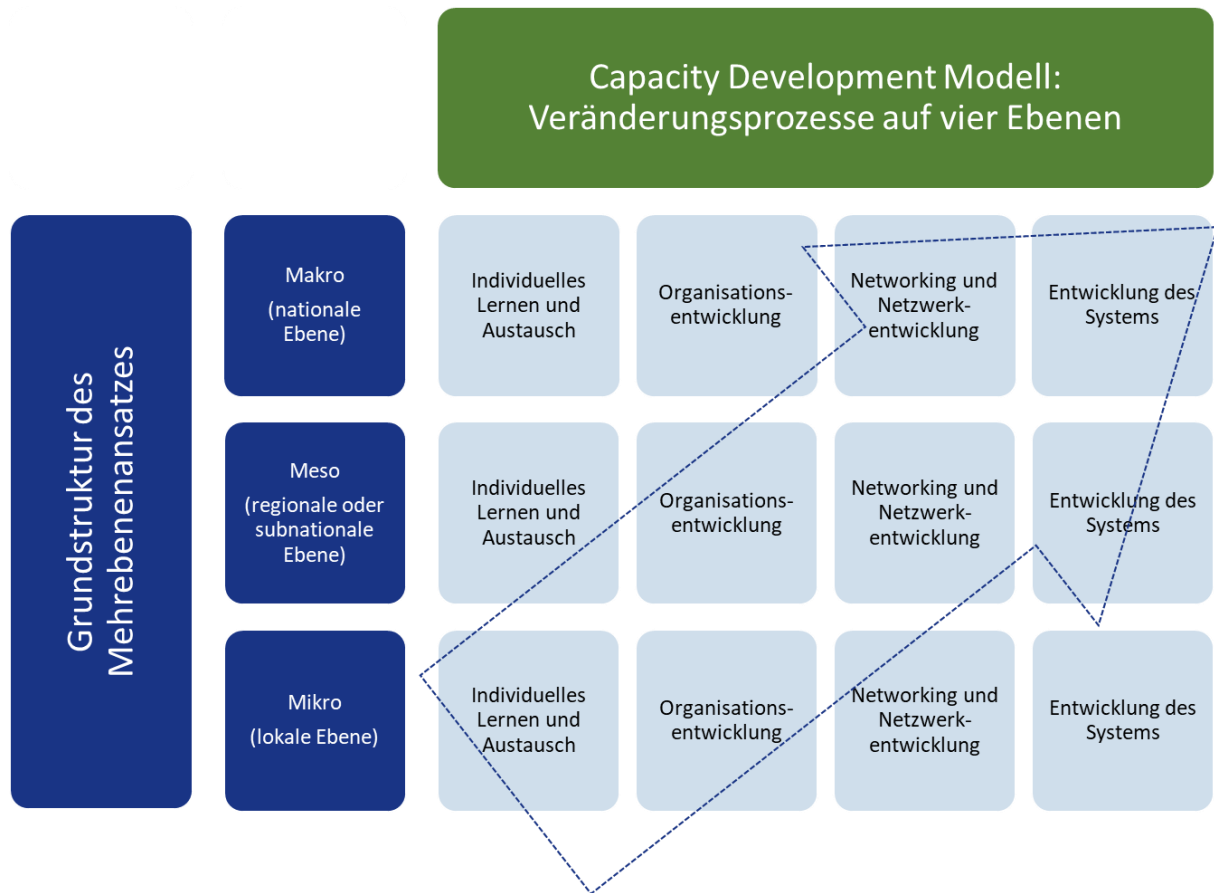 Capacity Development Modell:
Veränderungsprozesse auf vier Ebenen
Grundstruktur des
Mehrebenenansatzes
Makro
(nationale
Ebene)
Individuelles
Lernen und
Austausch
Organisations-
entwicklung
Networking und
Netzwerk-
entwicklung
Entwicklung des
Systems
Meso
(regionale oder
subnationale
Ebene)
Individuelles
Lernen und
Austausch
Organisations-
entwicklung
Networking und
Netzwerk-
entwicklung
Entwicklung des
Systems
Mikro
(lokale Ebene)
Individuelles
Lernen und
Austausch
Organisations-
entwicklung
Networking und
Netzwerk-
entwicklung
Entwicklung des
Systems